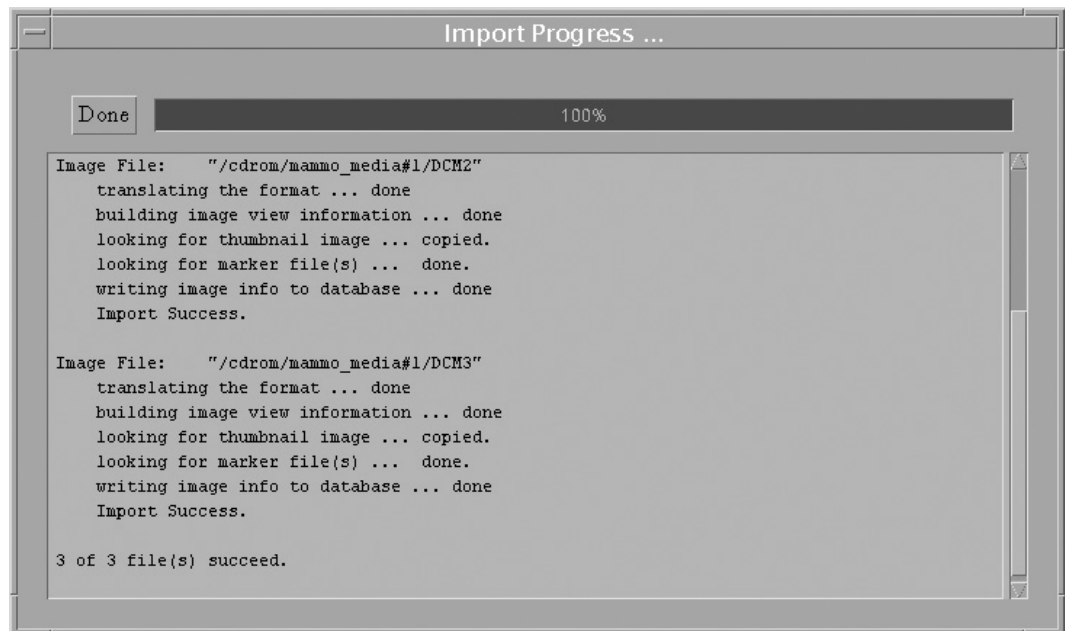 Import Progress ...
Done
100%
Image File:    "/cdrom/mammo_media#1/DCM2"
    translating the format ... done
    building image view information ... done
    looking for thumbnail image ... copied.
    looking for marker file(s) ...  done.
    writing image info to database ... done
    Import Success.
Image File:    "/cdrom/mammo_media#1/DCM3"
    translating the format ... done
    building image view information ... done
    looking for thumbnail image ... copied.
    looking for marker file(s) ...  done.
    writing image info to database ... done
    Import Success.
3 of 3 file(s) succeed.